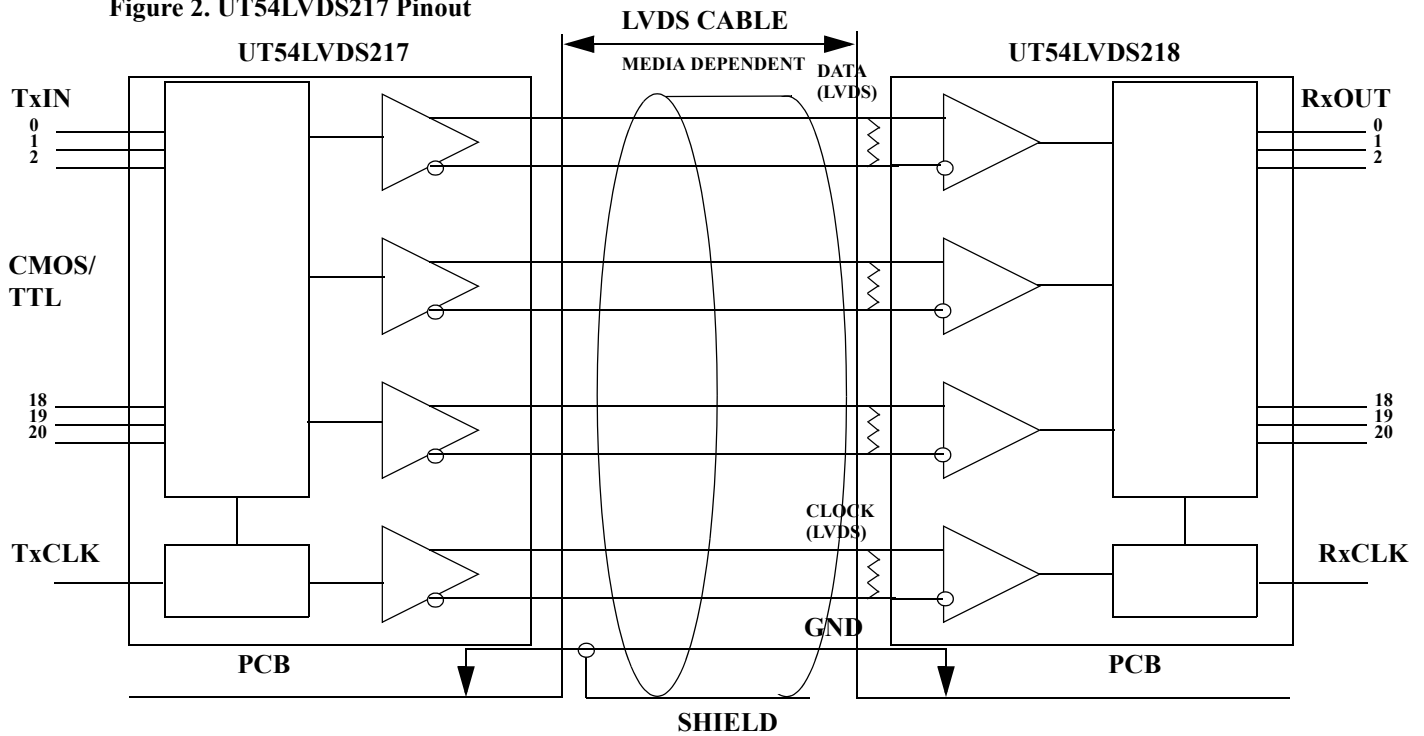 Figure 2. UT54LVDS217 Pinout
LVDS CABLE
UT54LVDS217
UT54LVDS218
MEDIA DEPENDENT
DATA
(LVDS)
TxIN
0
1
2
RxOUT
0
1
2
CMOS/
TTL
18
19
20
18
19
20
CLOCK
(LVDS)
TxCLK
RxCLK
GND
PCB
PCB
SHIELD